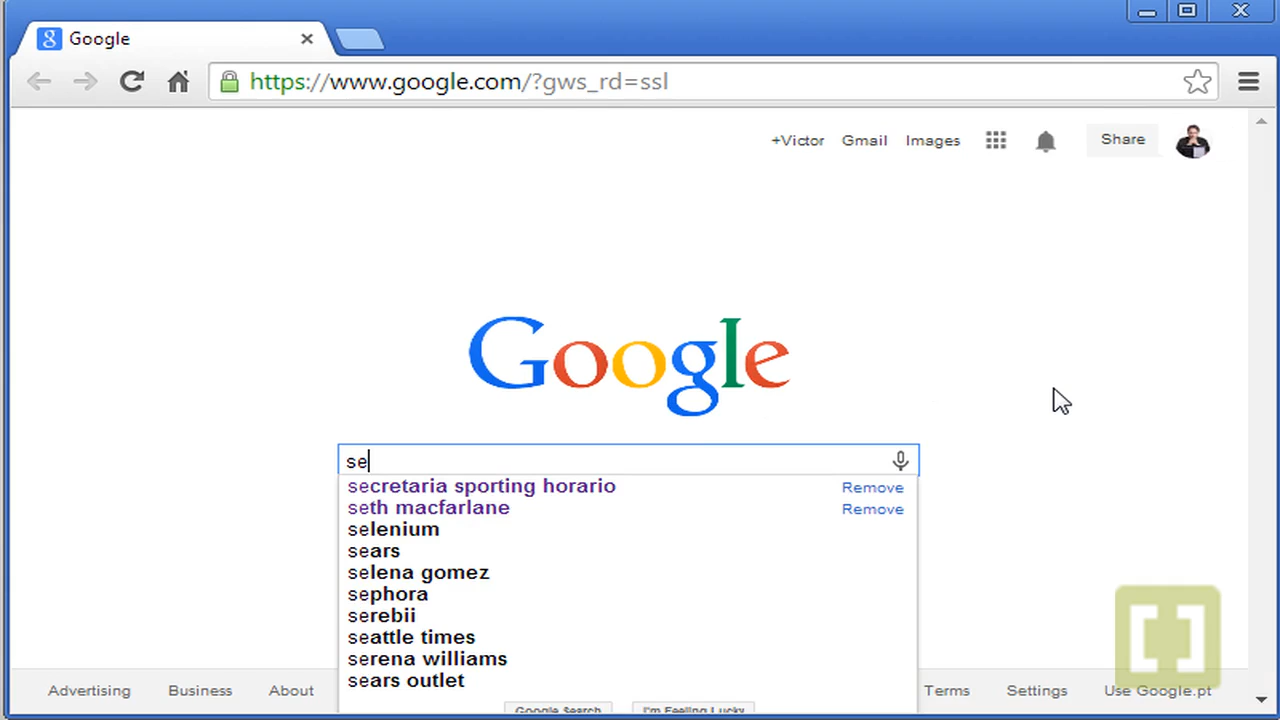 Google
https://www.google.com/?gws_rd=ssl
+Victor Gmail Images Share
Google
se
secretaria sporting horario Remove
seth macfarlane Remove
selenium
sears
selena gomez
sephora
serebii
seattle times
serena williams
sears outlet
Google Search I'm Feeling Lucky
Advertising Business About Terms Settings Use Google.pt